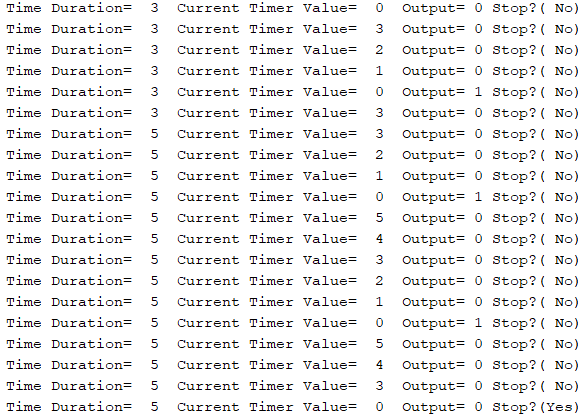 Time Duration=  3  Current Timer Value=  0  Output= 0 Stop?( No)
Time Duration=  3  Current Timer Value=  3  Output= 0 Stop?( No)
Time Duration=  3  Current Timer Value=  2  Output= 0 Stop?( No)
Time Duration=  3  Current Timer Value=  1  Output= 0 Stop?( No)
Time Duration=  3  Current Timer Value=  0  Output= 1 Stop?( No)
Time Duration=  3  Current Timer Value=  3  Output= 0 Stop?( No)
Time Duration=  5  Current Timer Value=  3  Output= 0 Stop?( No)
Time Duration=  5  Current Timer Value=  2  Output= 0 Stop?( No)
Time Duration=  5  Current Timer Value=  1  Output= 0 Stop?( No)
Time Duration=  5  Current Timer Value=  0  Output= 1 Stop?( No)
Time Duration=  5  Current Timer Value=  5  Output= 0 Stop?( No)
Time Duration=  5  Current Timer Value=  4  Output= 0 Stop?( No)
Time Duration=  5  Current Timer Value=  3  Output= 0 Stop?( No)
Time Duration=  5  Current Timer Value=  2  Output= 0 Stop?( No)
Time Duration=  5  Current Timer Value=  1  Output= 0 Stop?( No)
Time Duration=  5  Current Timer Value=  0  Output= 1 Stop?( No)
Time Duration=  5  Current Timer Value=  5  Output= 0 Stop?( No)
Time Duration=  5  Current Timer Value=  4  Output= 0 Stop?( No)
Time Duration=  5  Current Timer Value=  3  Output= 0 Stop?( No)
Time Duration=  5  Current Timer Value=  0  Output= 0 Stop?(Yes)